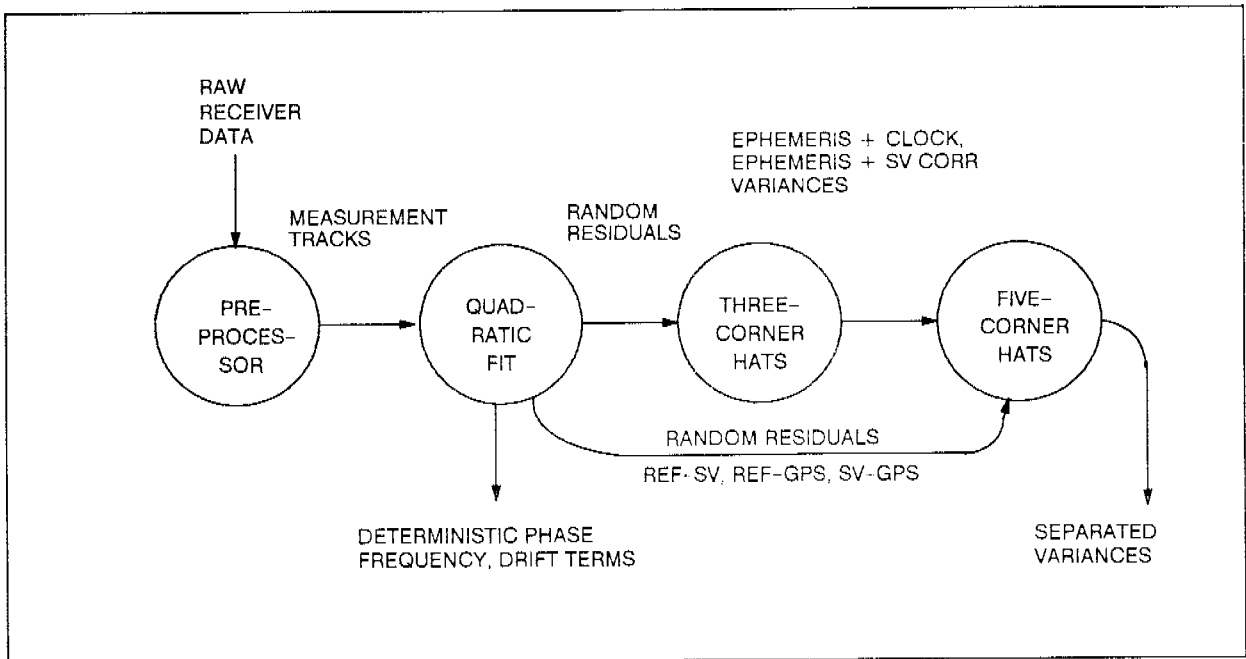 RAW
RECEIVER
DATA
EPHEMERIS + CLOCK,
EPHEMERIS + SV CORR
VARIANCES
MEASUREMENT
TRACKS
RANDOM
RESIDUALS
PRE-
PROCES-
SOR
QUAD-
RATIC
FIT
THREE-
CORNER
HATS
FIVE-
CORNER
HATS
RANDOM RESIDUALS
REF-SV, REF-GPS, SV-GPS
DETERMINISTIC PHASE
FREQUENCY, DRIFT TERMS
SEPARATED
VARIANCES